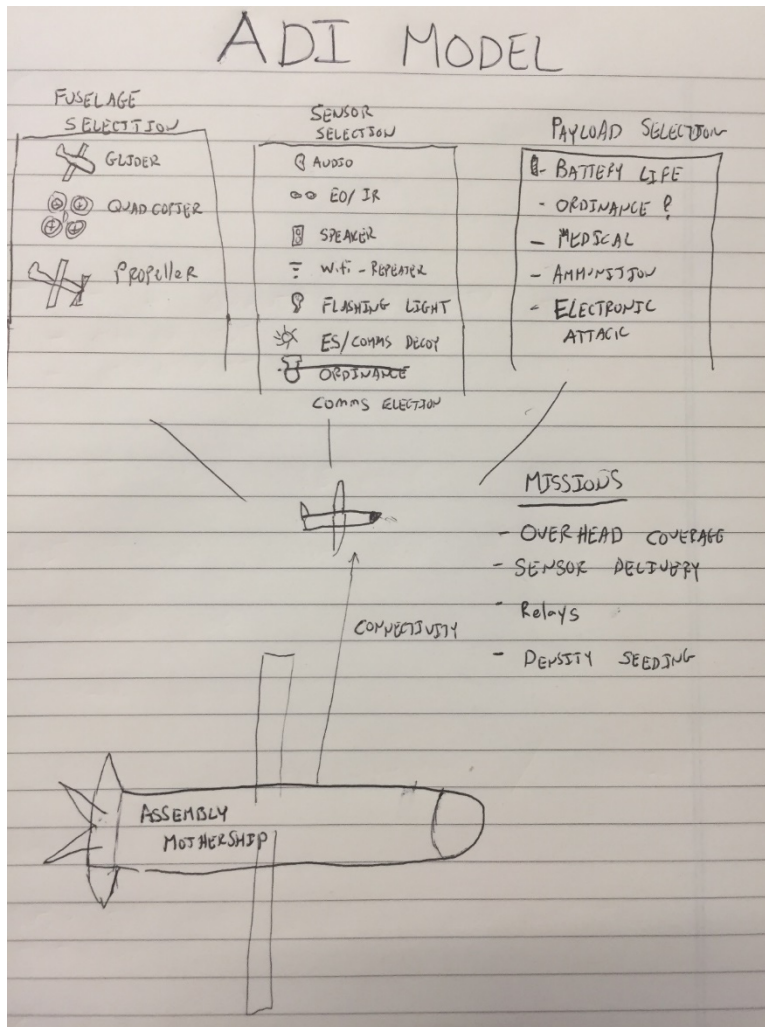 ADI MODEL
FUSELAGE
SELECTION
GLIDER
QUADCOPTER
PROPELLER
SENSOR
SELECTION
AUDIO
EO/IR
SPEAKER
Wifi - REPEATER
FLASHING LIGHT
ES/COMMS DECOY
ORDINANCE
COMMS ELECTION
PAYLOAD SELECTION
- BATTERY LIFE
- ORDINANCE ?
- MEDICAL
- AMMUNITION
- ELECTRONIC
ATTACK
MISSIONS
- OVERHEAD COVERAGE
- SENSOR DELIVERY
- Relays
- DENSITY SEEDING
CONNECTIVITY
ASSEMBLY
MOTHERSHIP